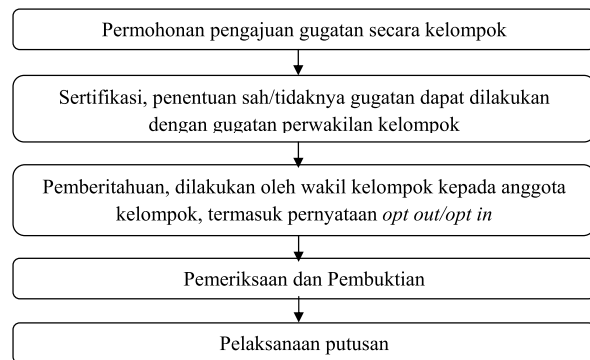 Permohonan pengajuan gugatan secara kelompok
Sertifikasi, penentuan sah/tidaknya gugatan dapat dilakukan
dengan gugatan perwakilan kelompok
Pemberitahuan, dilakukan oleh wakil kelompok kepada anggota
kelompok, termasuk pernyataan opt out/opt in
Pemeriksaan dan Pembuktian
Pelaksanaan putusan